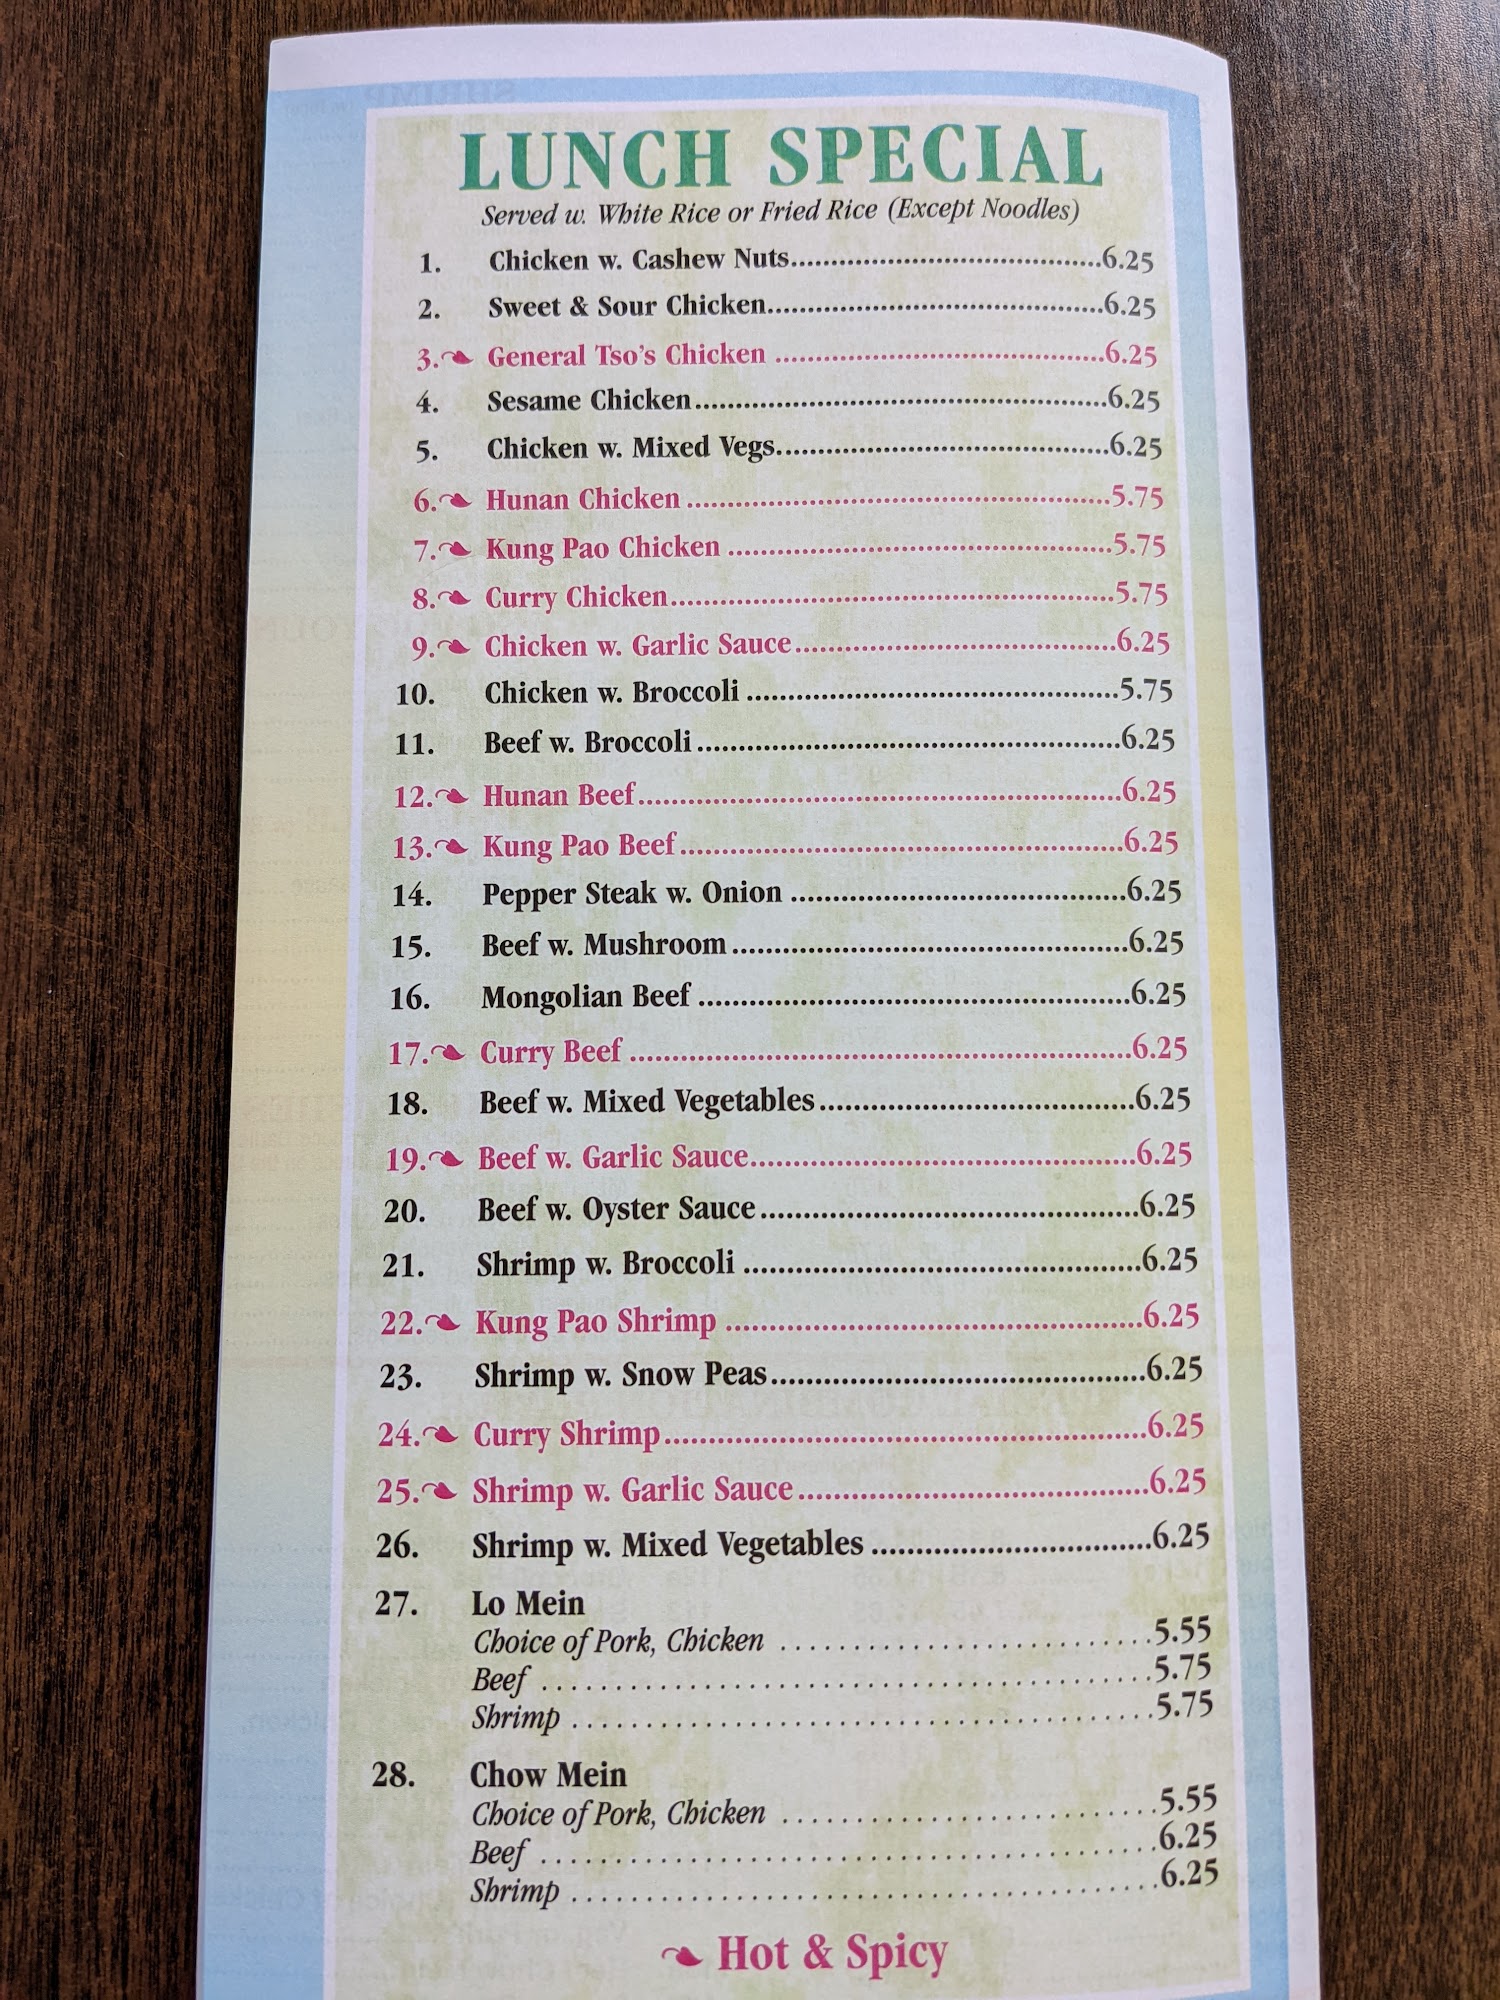 LUNCH SPECIAL
Served w. White Rice or Fried Rice (Except Noodles)
1. Chicken w. Cashew Nuts 6.25
2. Sweet & Sour Chicken 6.25
3. General Tso's Chicken 6.25
4. Sesame Chicken 6.25
5. Chicken w. Mixed Vegs. 6.25
6. Hunan Chicken 5.75
7. Kung Pao Chicken 5.75
8. Curry Chicken 5.75
9. Chicken w. Garlic Sauce 6.25
10. Chicken w. Broccoli 5.75
11. Beef w. Broccoli 6.25
12. Hunan Beef 6.25
13. Kung Pao Beef 6.25
14. Pepper Steak w. Onion 6.25
15. Beef w. Mushroom 6.25
16. Mongolian Beef 6.25
17. Curry Beef 6.25
18. Beef w. Mixed Vegetables 6.25
19. Beef w. Garlic Sauce 6.25
20. Beef w. Oyster Sauce 6.25
21. Shrimp w. Broccoli 6.25
22. Kung Pao Shrimp 6.25
23. Shrimp w. Snow Peas 6.25
24. Curry Shrimp 6.25
25. Shrimp w. Garlic Sauce 6.25
26. Shrimp w. Mixed Vegetables 6.25
27. Lo Mein
Choice of Pork, Chicken 5.55
Beef 5.75
Shrimp 5.75
28. Chow Mein
Choice of Pork, Chicken 5.55
Beef 6.25
Shrimp 6.25
Hot & Spicy